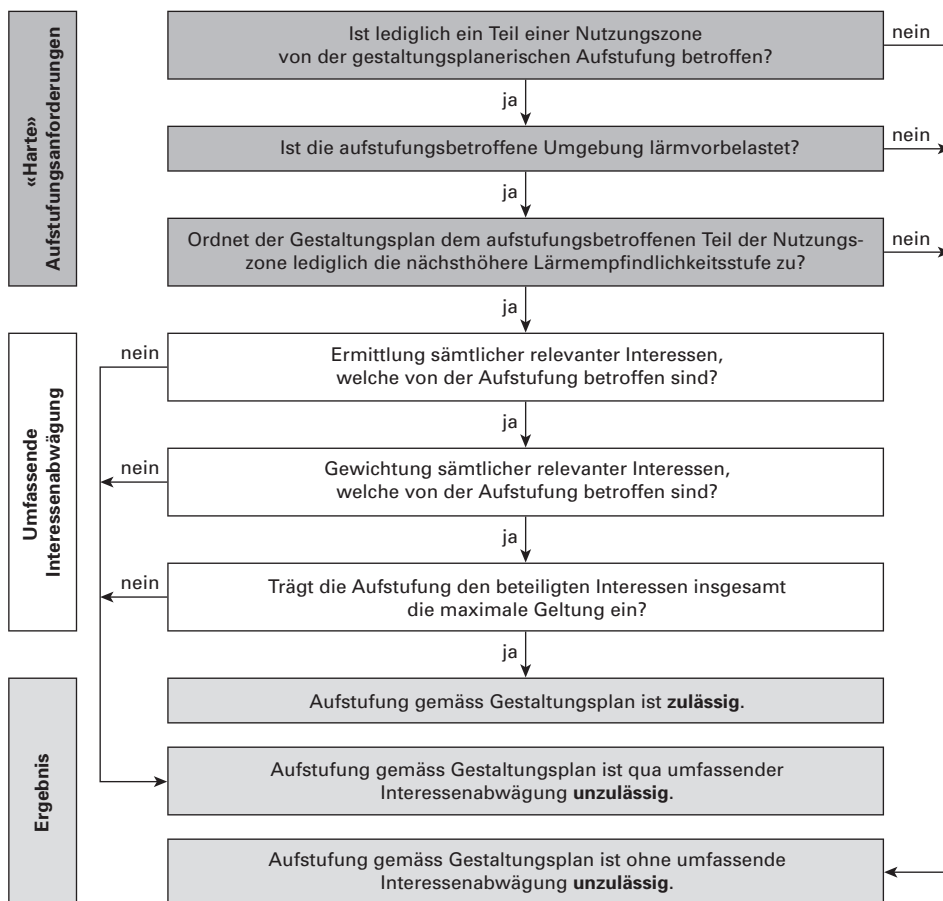 «Harte»
Aufstufungsanforderungen
Ist lediglich ein Teil einer Nutzungszone
von der gestaltungsplanerischen Aufstufung betroffen?
nein
ja
Ist die aufstufungsbetroffene Umgebung lärmvorbelastet?
nein
ja
Ordnet der Gestaltungsplan dem aufstufungsbetroffenen Teil der Nutzungs-
zone lediglich die nächsthöhere Lärmempfindlichkeitsstufe zu?
nein
ja
Umfassende
Interessenabwägung
nein
Ermittlung sämtlicher relevanter Interessen,
welche von der Aufstufung betroffen sind?
ja
nein
Gewichtung sämtlicher relevanter Interessen,
welche von der Aufstufung betroffen sind?
ja
nein
Trägt die Aufstufung den beteiligten Interessen insgesamt
die maximale Geltung ein?
ja
Ergebnis
Aufstufung gemäss Gestaltungsplan ist zulässig.
Aufstufung gemäss Gestaltungsplan ist qua umfassender
Interessenabwägung unzulässig.
Aufstufung gemäss Gestaltungsplan ist ohne umfassende
Interessenabwägung unzulässig.